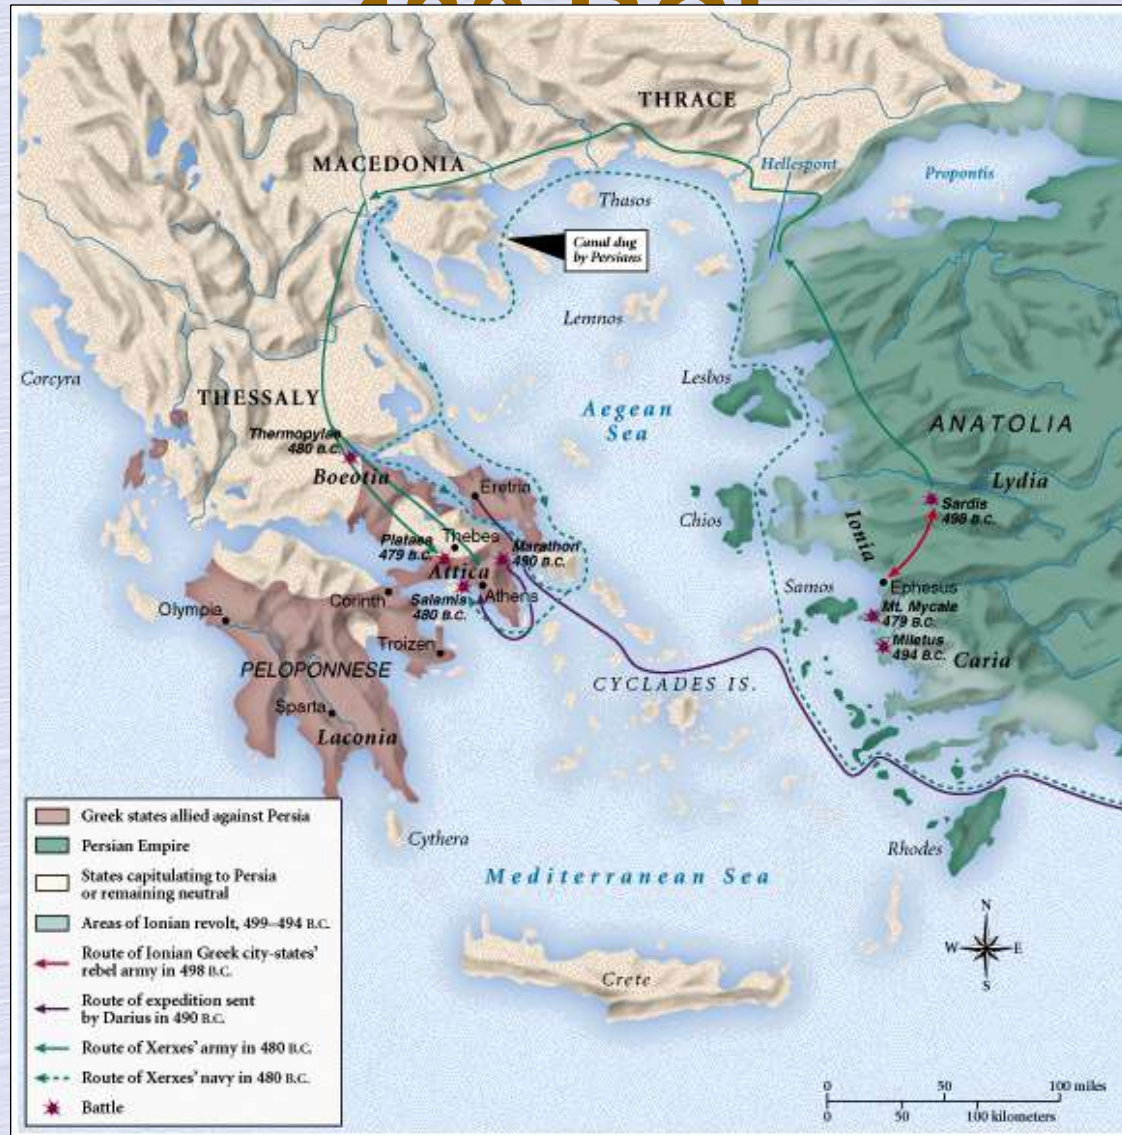 THRACE
MACEDONIA
Hellespont
Propontis
Thasos
Canal dug
by Persians
Lemnos
Corcyra
THESSALY
Lesbos
Aegean
Sea
ANATOLIA
Thermopylae
480 B.C.
Boeotia
Eretria
Lydia
Sardis
498 B.C.
Chios
Ionia
Plataea
479 B.C.
Thebes
Marathon
490 B.C.
Attica
Athens
Salamis
480 B.C.
Corinth
Olympia
Troizen
Samos
Ephesus
Mt. Mycale
479 B.C.
Miletus
494 B.C.
Caria
PELOPONNESE
CYCLADES IS.
Sparta
Laconia
Cythera
Rhodes
Mediterranean Sea
Crete
N
W
E
S
Greek states allied against Persia
Persian Empire
States capitulating to Persia
or remaining neutral
Areas of Ionian revolt, 499–494 B.C.
Route of Ionian Greek city-states'
rebel army in 498 B.C.
Route of expedition sent
by Darius in 490 B.C.
Route of Xerxes' army in 480 B.C.
Route of Xerxes' navy in 480 B.C.
Battle
0 50 100 miles
0 50 100 kilometers